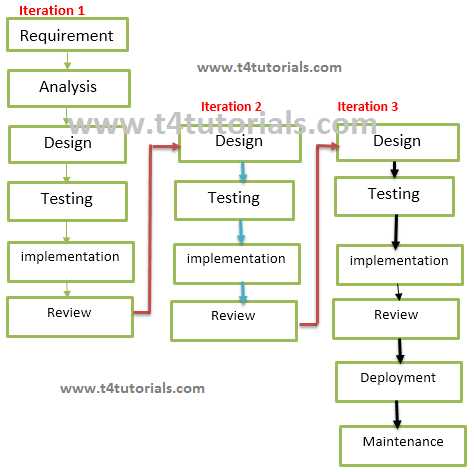 Iteration 1
Requirement
Analysis
Design
Testing
implementation
Review
www.t4tutorials.com
www.t4tutorials.com
Iteration 2
Design
Testing
implementation
Review
Iteration 3
Design
Testing
implementation
Review
Deployment
Maintenance
www.t4tutorials.com